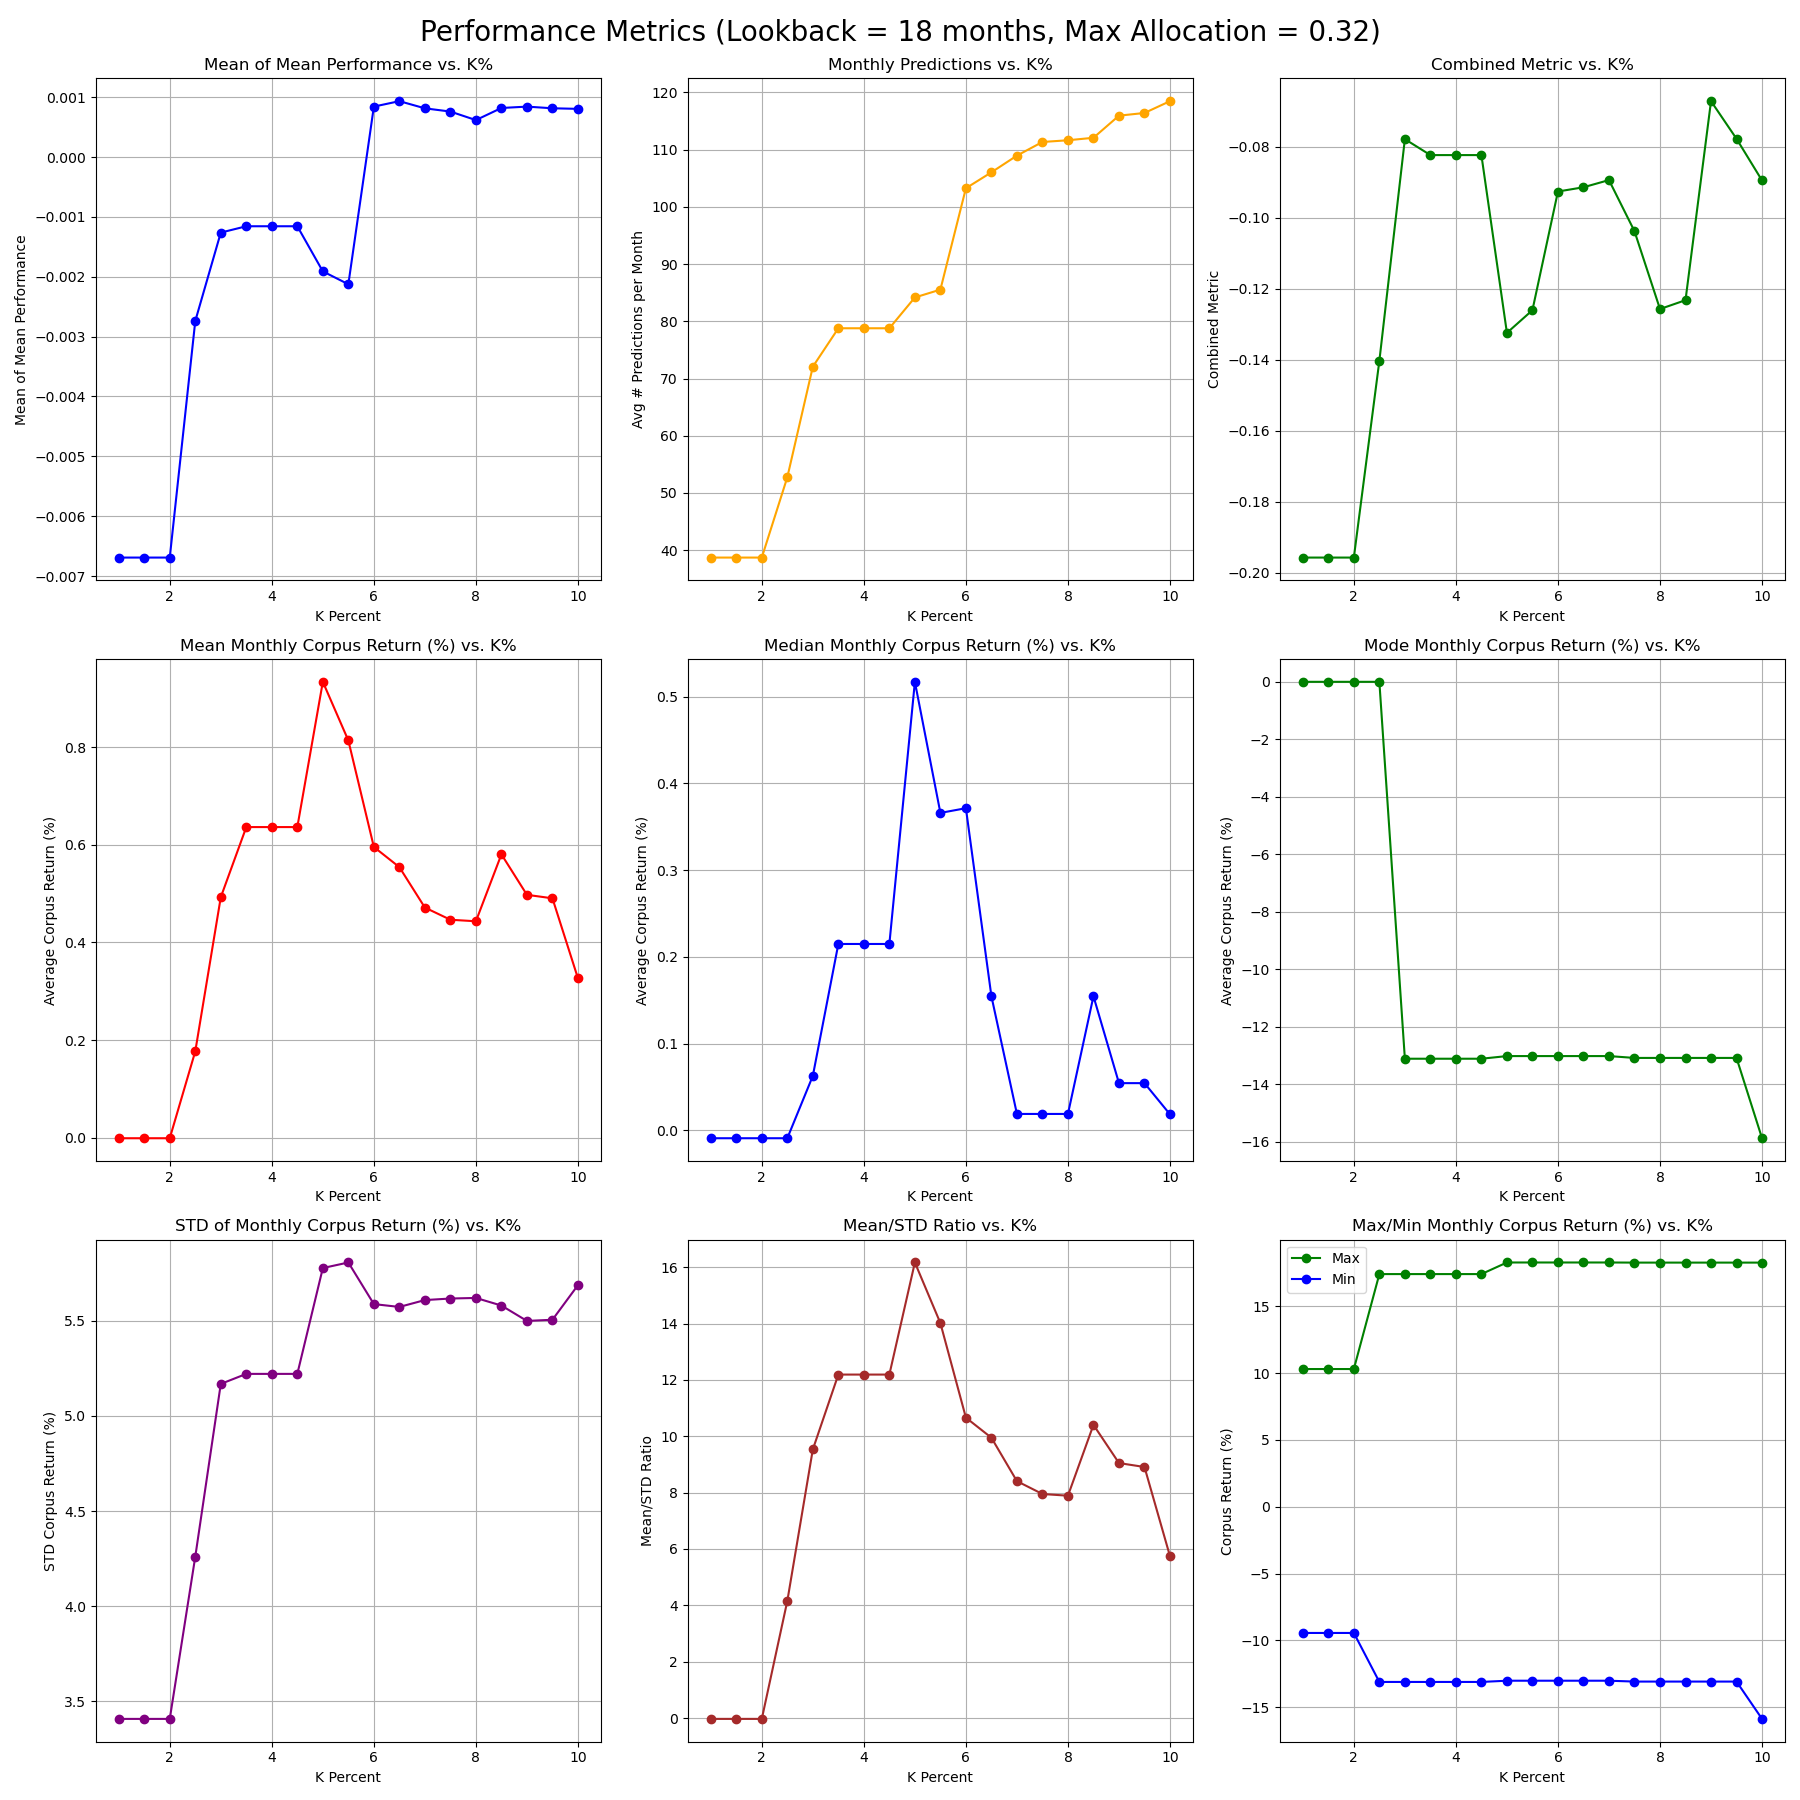 Performance Metrics (Lookback = 18 months, Max Allocation = 0.32)
Mean of Mean Performance vs. K%
Mean of Mean Performance
0.001
0.000
−0.001
−0.002
−0.003
−0.004
−0.005
−0.006
−0.007
2 4 6 8 10
K Percent
Monthly Predictions vs. K%
Avg # Predictions per Month
120
110
100
90
80
70
60
50
40
2 4 6 8 10
K Percent
Combined Metric vs. K%
Combined Metric
−0.08
−0.10
−0.12
−0.14
−0.16
−0.18
−0.20
2 4 6 8 10
K Percent
Mean Monthly Corpus Return (%) vs. K%
Average Corpus Return (%)
0.8
0.6
0.4
0.2
0.0
2 4 6 8 10
K Percent
Median Monthly Corpus Return (%) vs. K%
Average Corpus Return (%)
0.5
0.4
0.3
0.2
0.1
0.0
2 4 6 8 10
K Percent
Mode Monthly Corpus Return (%) vs. K%
Average Corpus Return (%)
0
−2
−4
−6
−8
−10
−12
−14
−16
2 4 6 8 10
K Percent
STD of Monthly Corpus Return (%) vs. K%
STD Corpus Return (%)
5.5
5.0
4.5
4.0
3.5
2 4 6 8 10
K Percent
Mean/STD Ratio vs. K%
Mean/STD Ratio
16
14
12
10
8
6
4
2
0
2 4 6 8 10
K Percent
Max/Min Monthly Corpus Return (%) vs. K%
Max
Min
Corpus Return (%)
15
10
5
0
−5
−10
−15
2 4 6 8 10
K Percent